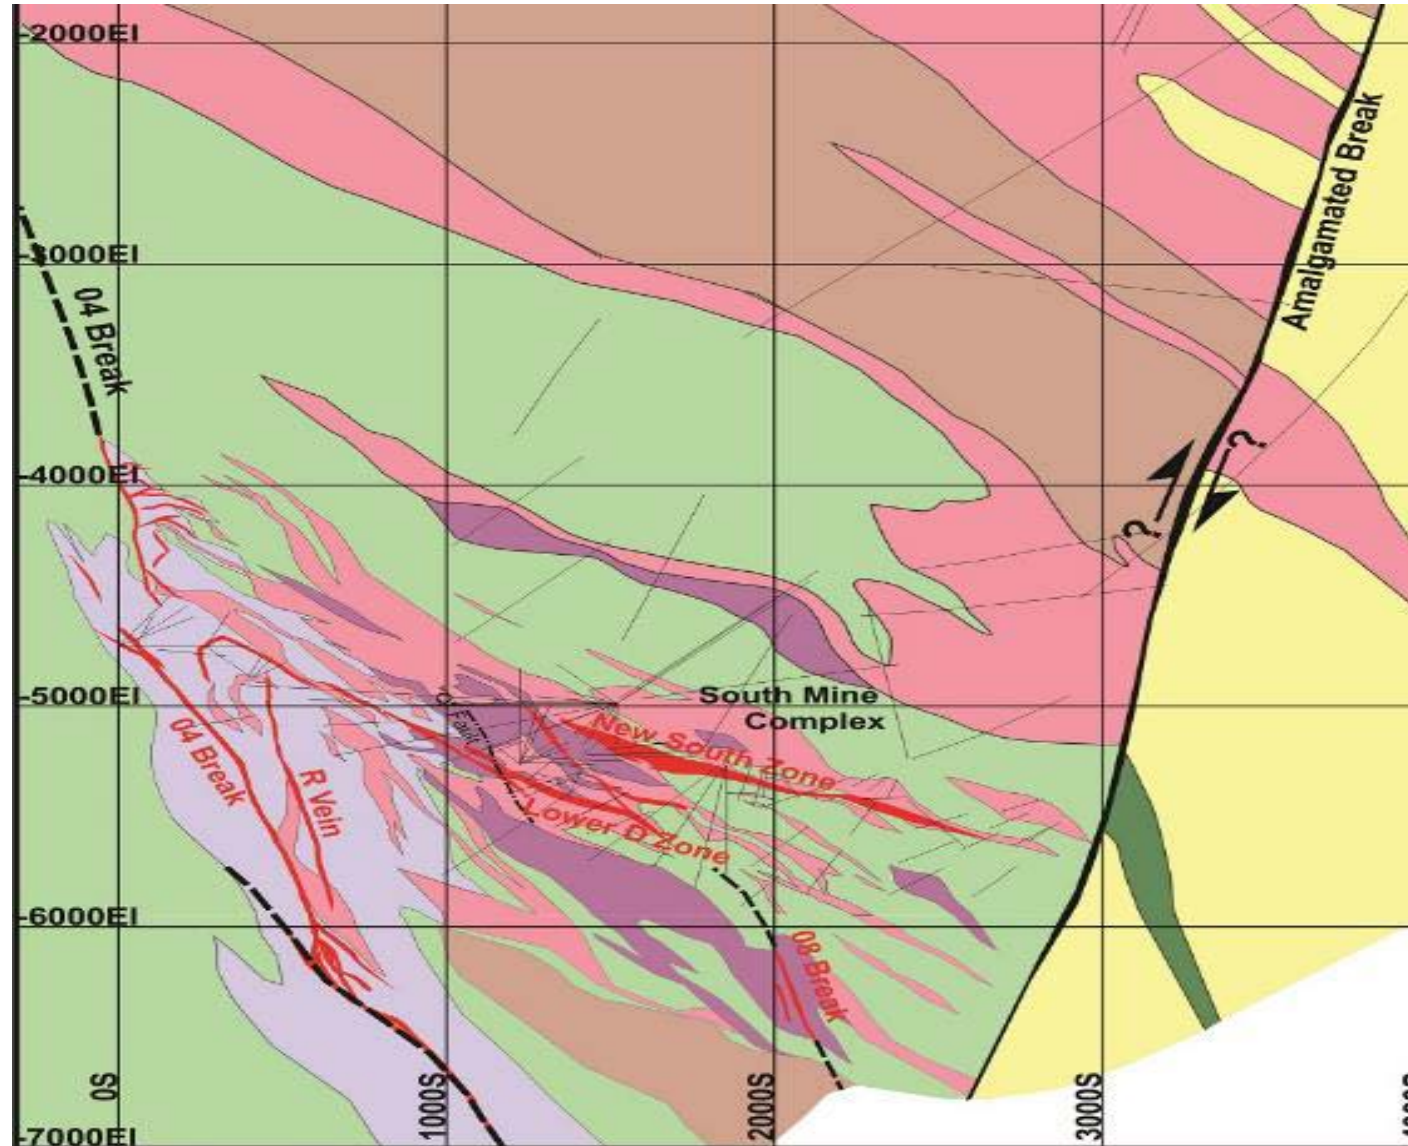 -2000El
Amalgamated Break
-3000El
04 Break
?
-4000El
?
-5000El
South Mine
Complex
New South Zone
04 Break
R Vein
Lower D Zone
-6000El
08 Break
0S
1000S
2000S
3000S
-7000El